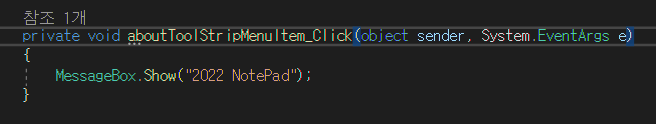 참조 1개
private void aboutToolStripMenuItem_Click(object sender, System.EventArgs e)
{
MessageBox.Show("2022 NotePad");
}